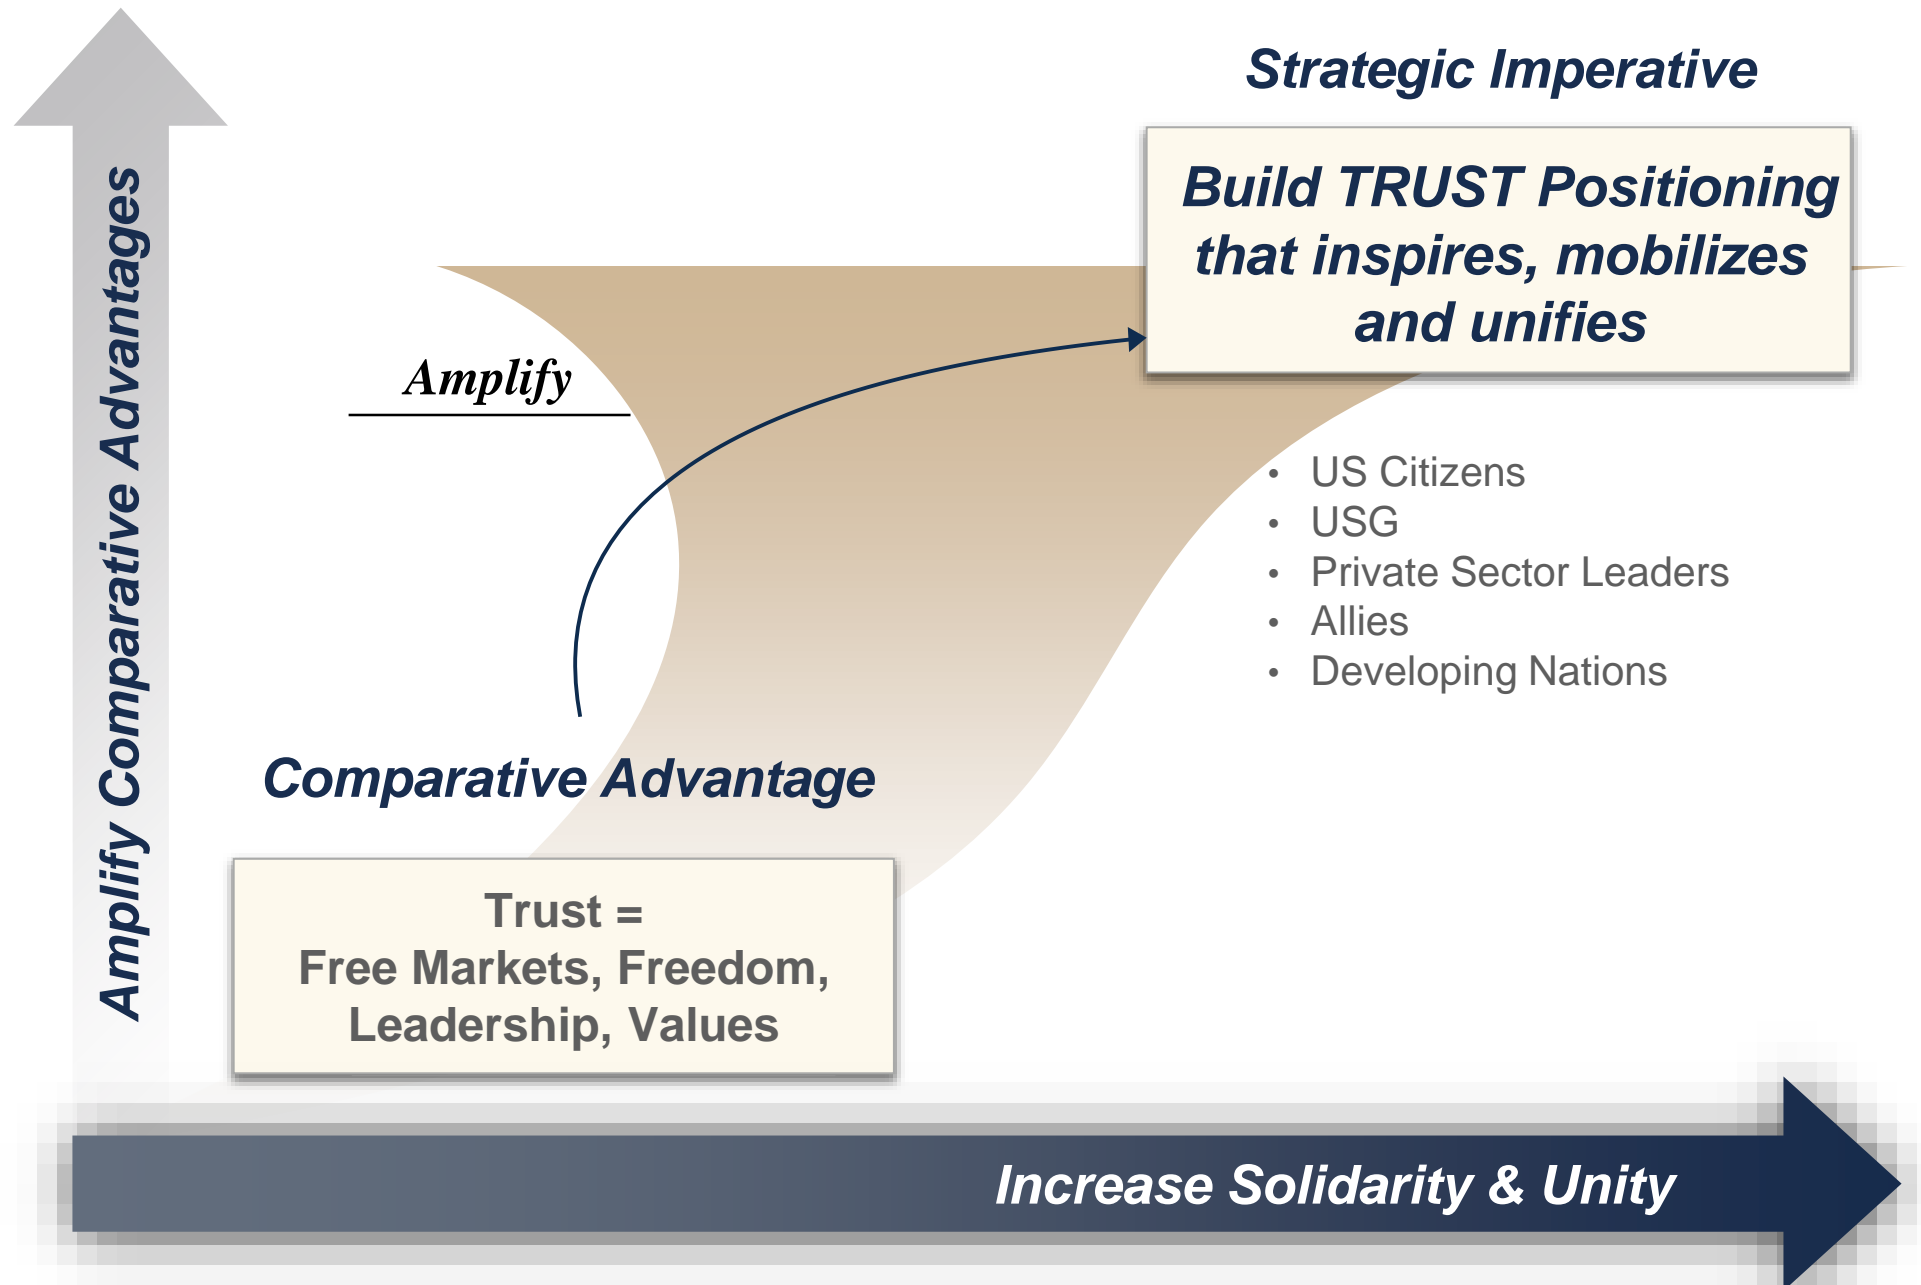 Strategic Imperative
Build TRUST Positioning
that inspires, mobilizes
and unifies
Amplify Comparative Advantages
Amplify
• US Citizens
• USG
• Private Sector Leaders
• Allies
• Developing Nations
Comparative Advantage
Trust =
Free Markets, Freedom,
Leadership, Values
Increase Solidarity & Unity